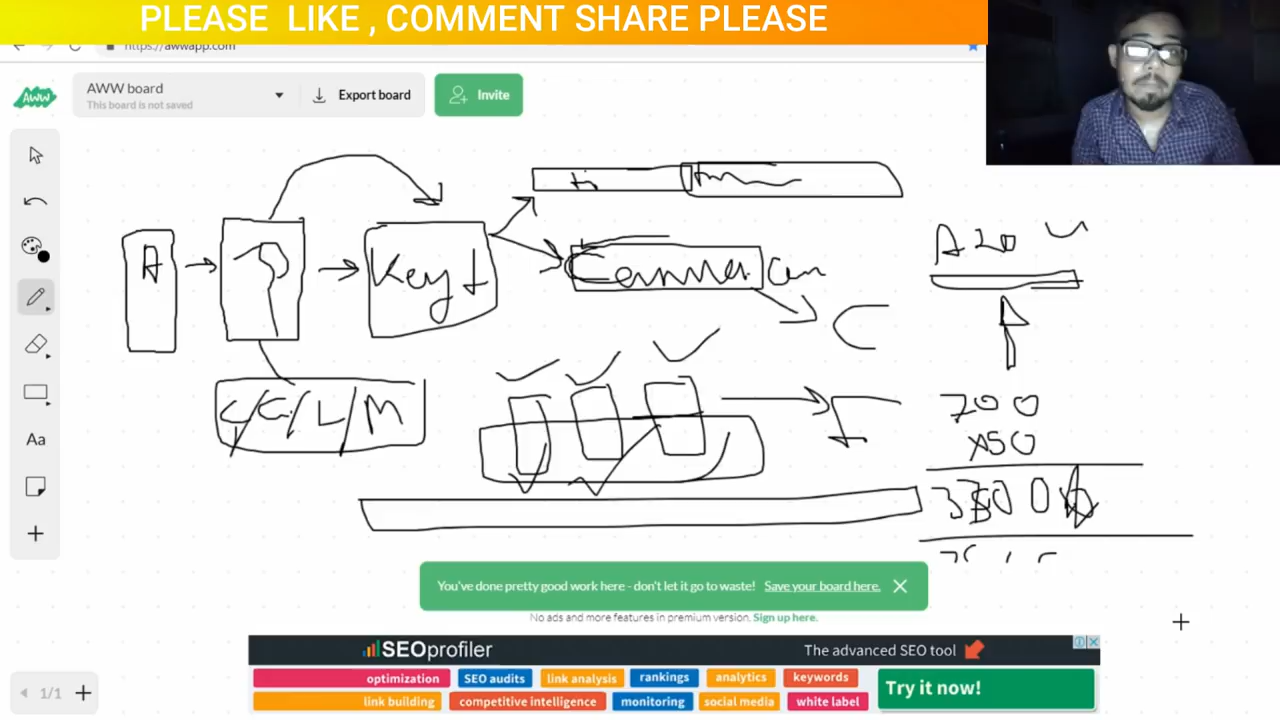 PLEASE LIKE , COMMENT SHARE PLEASE
https://awwapp.com
AWW
AWW board
This board is not saved
Export board
Invite
A
Key
A20
C
C/C/L/M
700
x50
Aa
You've done pretty good work here - don't let it go to waste! Save your board here.
No ads and more features in premium version. Sign up here.
SEOprofiler
The advanced SEO tool
optimization SEO audits link analysis rankings analytics keywords
link building competitive intelligence monitoring social media white label
Try it now!
1/1